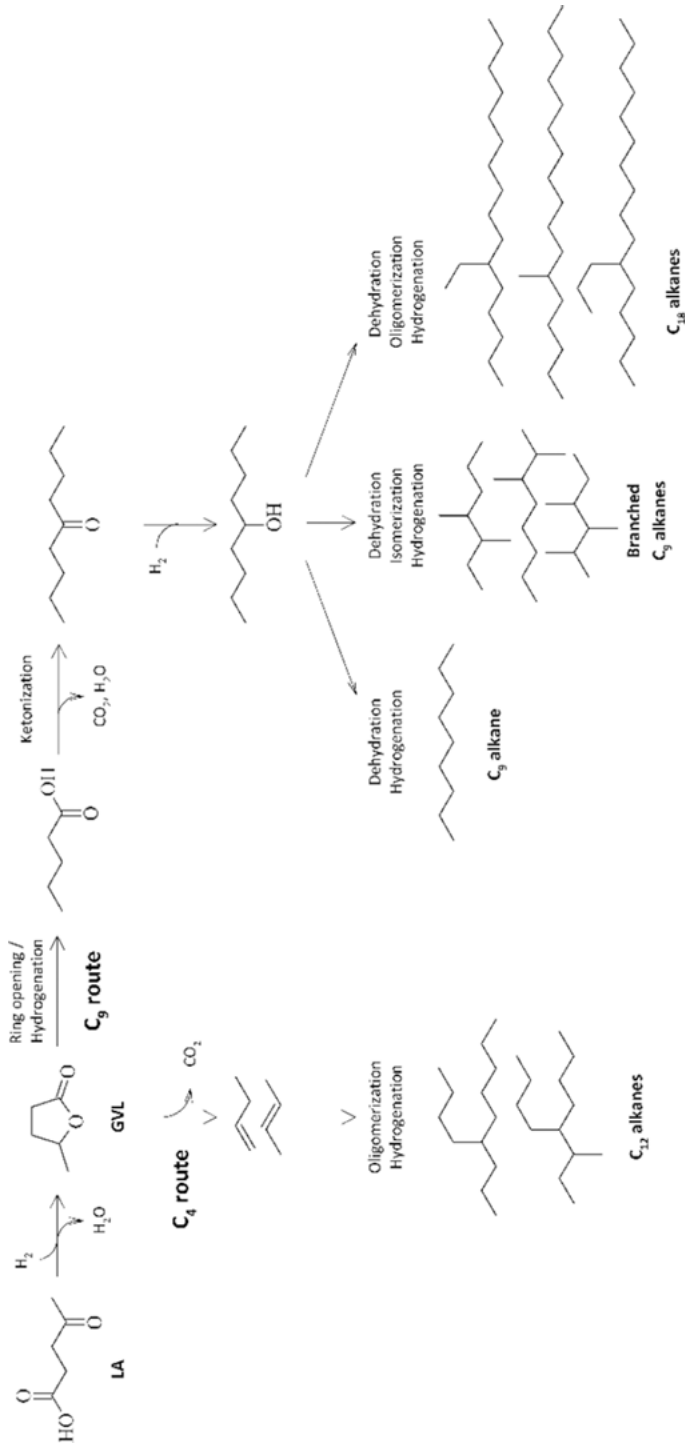 HO
O
O
LA
H2
H2O
O
O
GVL
Ring opening /
Hydrogenation
C9 route
OH
O
Ketonization
CO2, H2O
O
H2
OH
C4 route
CO2
Oligomerization
Hydrogenation
C12 alkanes
Dehydration
Hydrogenation
C9 alkane
Dehydration
Isomerization
Hydrogenation
Branched
C9 alkanes
Dehydration
Oligomerization
Hydrogenation
C18 alkanes